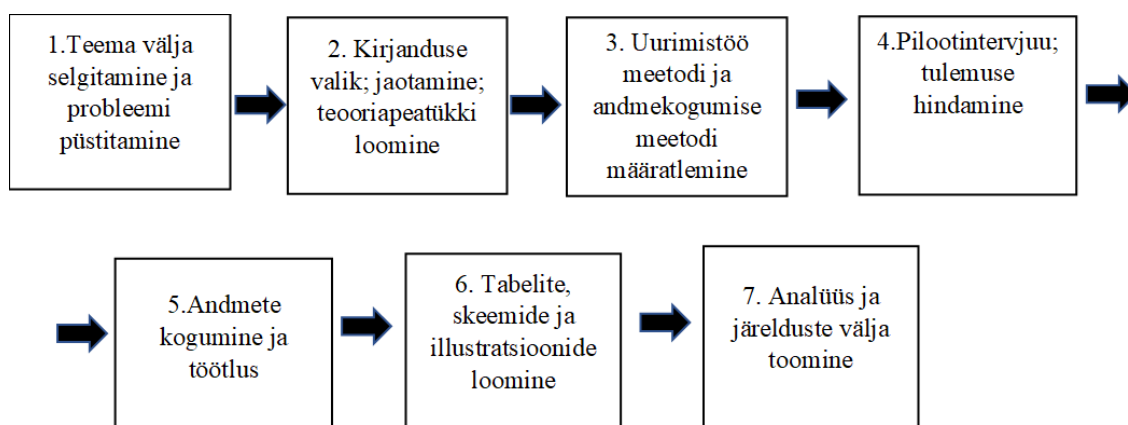 1.Teema välja
selgitamine ja
probleemi
püstitamine
2. Kirjanduse
valik; jaotamine;
teooriapeatükki
loomine
3. Uurimistöö
meetodi ja
andmekogumise
meetodi
määratlemine
4.Pilootintervjuu;
tulemuse
hindamine
5.Andmete
kogumine ja
töötlus
6. Tabelite,
skeemide ja
illustratsioonide
loomine
7. Analüüs ja
järelduste välja
toomine